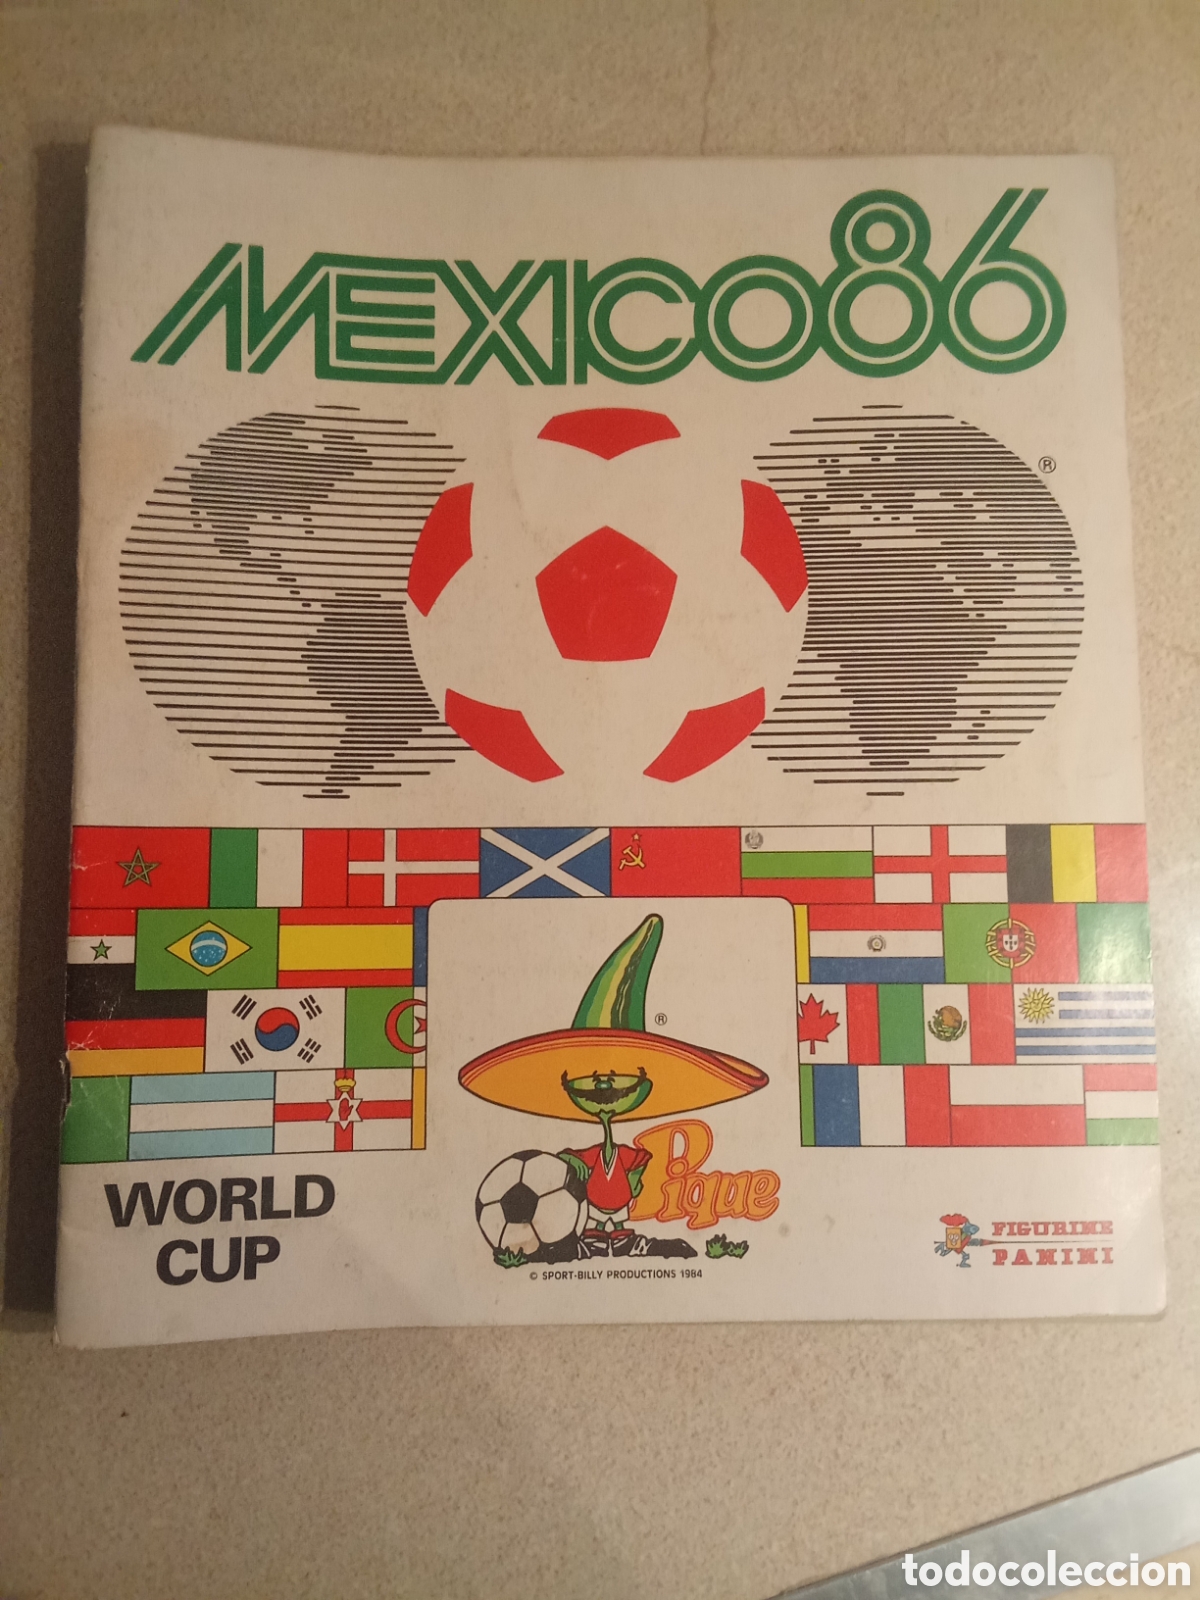 MEXICO86
®
®
Pique
WORLD
CUP
© SPORT-BILLY PRODUCTIONS 1984
FIGURINE
PANINI
todocoleccion